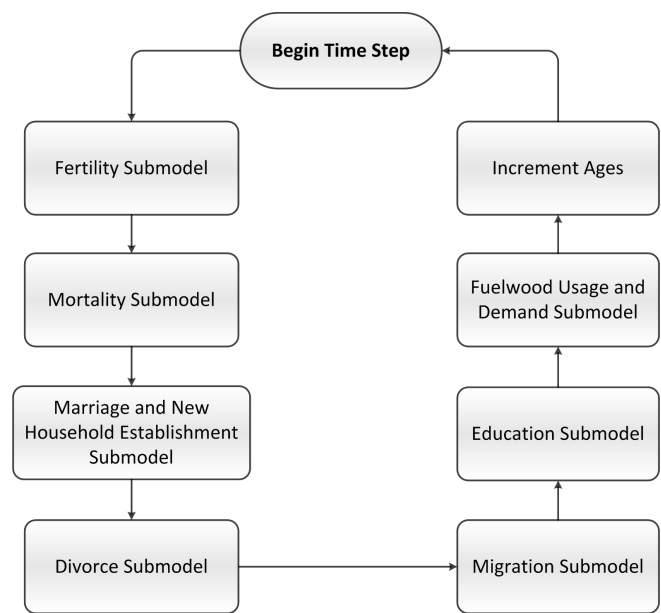 Begin Time Step
Fertility Submodel
Mortality Submodel
Marriage and New
Household Establishment
Submodel
Divorce Submodel
Migration Submodel
Education Submodel
Fuelwood Usage and
Demand Submodel
Increment Ages